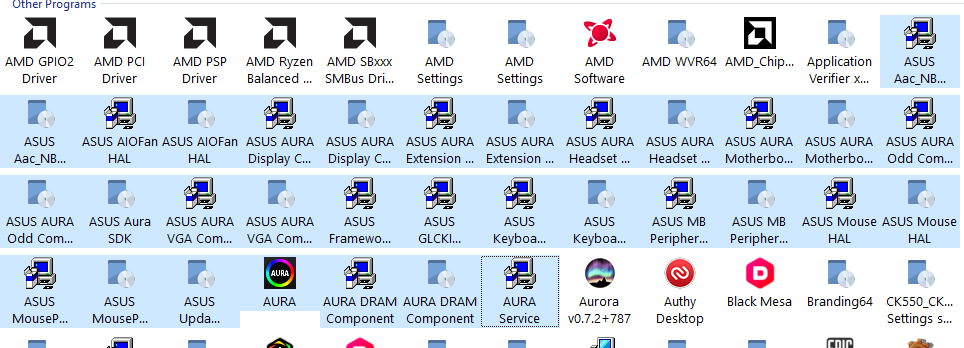 Other Programs
AMD GPIO2 Driver
AMD PCI Driver
AMD PSP Driver
AMD Ryzen Balanced ...
AMD SBxxx SMBus Dri...
AMD Settings
AMD Settings
AMD Software
AMD WVR64
AMD_Chip...
Application Verifier x...
ASUS Aac_NB...
ASUS Aac_NB...
ASUS AIOFan HAL
ASUS AIOFan HAL
ASUS AURA Display C...
ASUS AURA Display C...
ASUS AURA Extension ...
ASUS AURA Extension ...
ASUS AURA Headset ...
ASUS AURA Headset ...
ASUS AURA Motherbo...
ASUS AURA Motherbo...
ASUS AURA Odd Com...
ASUS AURA Odd Com...
ASUS Aura SDK
ASUS AURA VGA Com...
ASUS AURA VGA Com...
ASUS Framewo...
ASUS GLCKI...
ASUS Keyboa...
ASUS Keyboa...
ASUS MB Peripher...
ASUS MB Peripher...
ASUS Mouse HAL
ASUS Mouse HAL
ASUS MouseP...
ASUS MouseP...
ASUS Upda...
AURA
AURA
AURA DRAM Component
AURA DRAM Component
AURA Service
Aurora v0.7.2+787
Authy Desktop
Black Mesa
Branding64
CK550_CK... Settings s...
EPIC